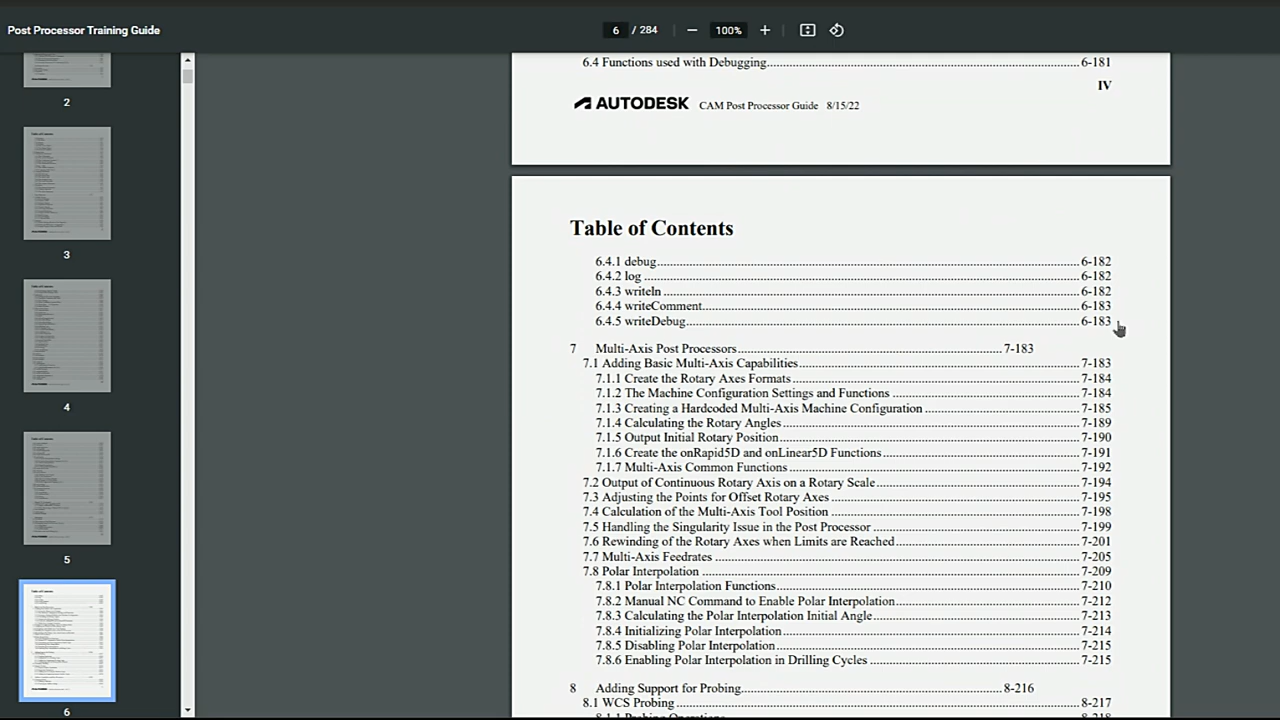 Post Processor Training Guide
6 / 284
100%
2
3
4
5
6
6.4 Functions used with Debugging 6-181
IV
AUTODESK CAM Post Processor Guide 8/15/22
Table of Contents
6.4.1 debug 6-182
6.4.2 log 6-182
6.4.3 writeln 6-182
6.4.4 writeComment 6-183
6.4.5 writeDebug 6-183
7 Multi-Axis Post Processors 7-183
7.1 Adding Basic Multi-Axis Capabilities 7-183
7.1.1 Create the Rotary Axes Formats 7-184
7.1.2 The Machine Configuration Settings and Functions 7-184
7.1.3 Creating a Hardcoded Multi-Axis Machine Configuration 7-185
7.1.4 Calculating the Rotary Angles 7-189
7.1.5 Output Initial Rotary Position 7-190
7.1.6 Create the onRapid5D and onLinear5D Functions 7-191
7.1.7 Multi-Axis Common Functions 7-192
7.2 Output of Continuous Rotary Axis on a Rotary Scale 7-194
7.3 Adjusting the Points for Offset Rotary Axes 7-195
7.4 Calculation of the Multi-Axis Tool Position 7-198
7.5 Handling the Singularity Issue in the Post Processor 7-199
7.6 Rewinding of the Rotary Axes when Limits are Reached 7-201
7.7 Multi-Axis Feedrates 7-205
7.8 Polar Interpolation 7-209
7.8.1 Polar Interpolation Functions 7-210
7.8.2 Manual NC Command to Enable Polar Interpolation 7-212
7.8.3 Calculating the Polar Interpolation Initial Angle 7-213
7.8.4 Initializing Polar Interpolation 7-214
7.8.5 Disabling Polar Interpolation 7-215
7.8.6 Enabling Polar Interpolation in Drilling Cycles 7-215
8 Adding Support for Probing 8-216
8.1 WCS Probing 8-217
8.1.1 Probing Operations 8-218